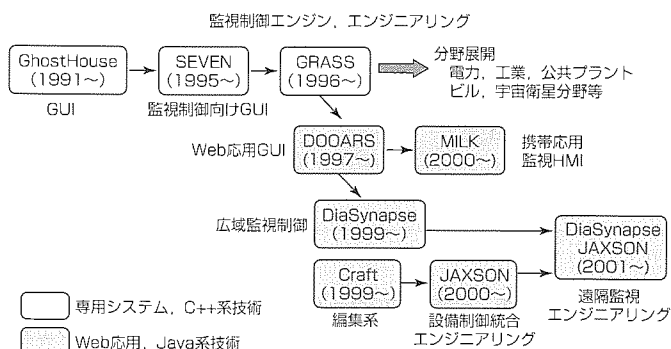 監視制御エンジン，エンジニアリング
GhostHouse
(1991～)
GUI
SEVEN
(1995～)
監視制御向けGUI
GRASS
(1996～)
分野展開
電力，工業，公共プラント
ビル，宇宙衛星分野等
Web応用GUI
DOOARS
(1997～)
MILK
(2000～)
携帯応用
監視HMI
広域監視制御
DiaSynapse
(1999～)
DiaSynapse
JAXSON
(2001～)
遠隔監視
エンジニアリング
Craft
(1999～)
編集系
JAXSON
(2000～)
設備制御統合
エンジニアリング
専用システム，C++系技術
Web応用，Java系技術